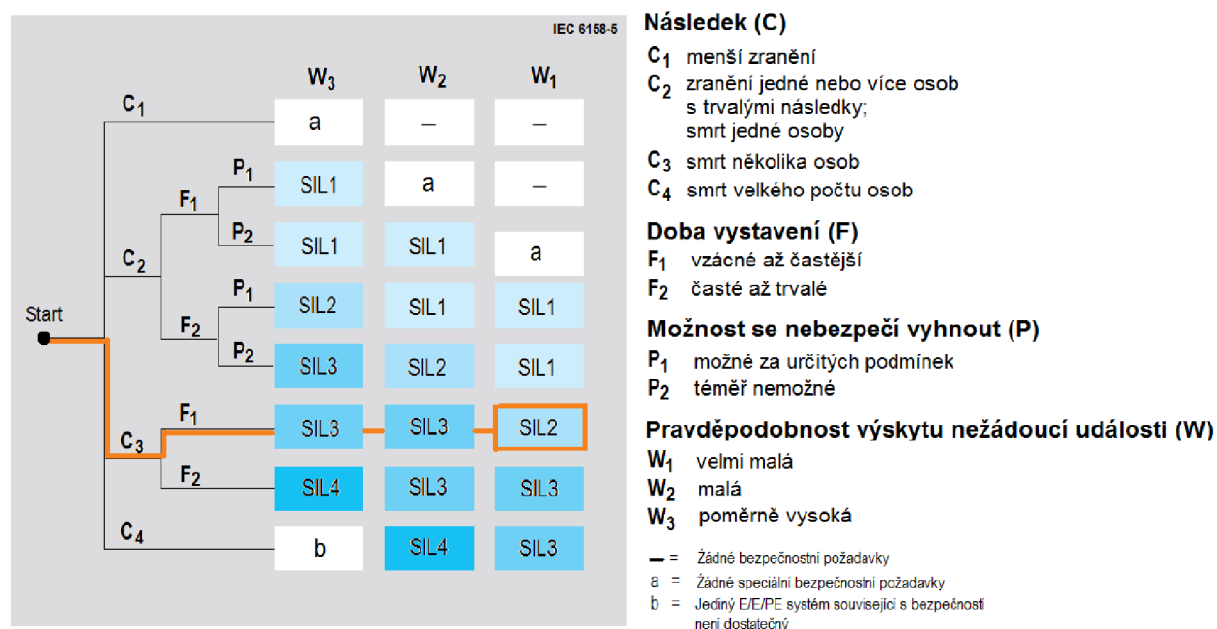 IEC 6158-5
W3 W2 W1
C1 a – –
P1 SIL1 a –
F1
P2 SIL1 SIL1 a
C2
P1 SIL2 SIL1 SIL1
Start
F2
P2 SIL3 SIL2 SIL1
F1 SIL3 SIL3 SIL2
C3
F2 SIL4 SIL3 SIL3
C4 b SIL4 SIL3
Následek (C)
C1 menší zranění
C2 zranění jedné nebo více osob
s trvalými následky;
smrt jedné osoby
C3 smrt několika osob
C4 smrt velkého počtu osob
Doba vystavení (F)
F1 vzácné až častější
F2 časté až trvalé
Možnost se nebezpečí vyhnout (P)
P1 možné za určitých podmínek
P2 téměř nemožné
Pravděpodobnost výskytu nežádoucí události (W)
W1 velmi malá
W2 malá
W3 poměrně vysoká
– = Žádné bezpečnostní požadavky
a = Žádné speciální bezpečnostní požadavky
b = Jediný E/E/PE systém související s bezpečností
není dostatečný